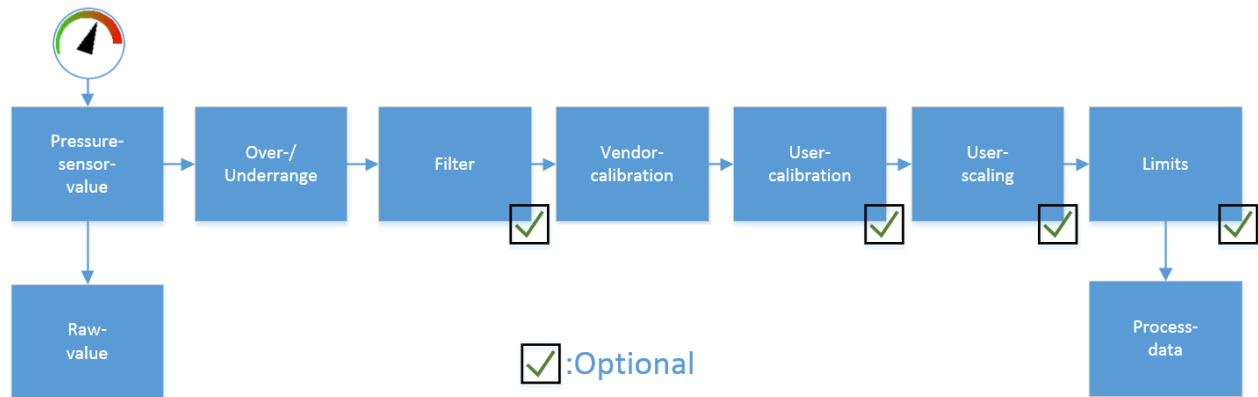 Pressure-
sensor-
value
Over-/
Underrange
Filter
Vendor-
calibration
User-
calibration
User-
scaling
Limits
Raw-
value
Process-
data
:Optional